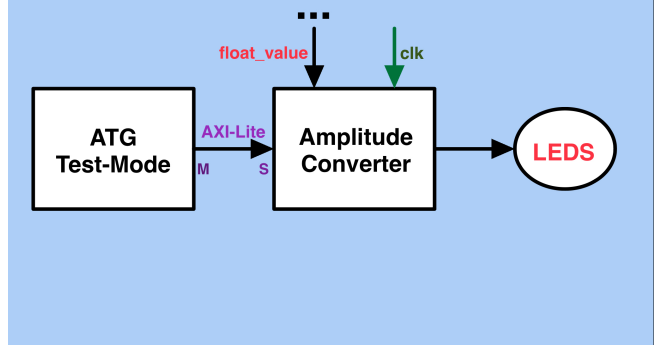 ...
float_value
clk
ATG
Test-Mode
AXI-Lite
M
S
Amplitude
Converter
LEDS